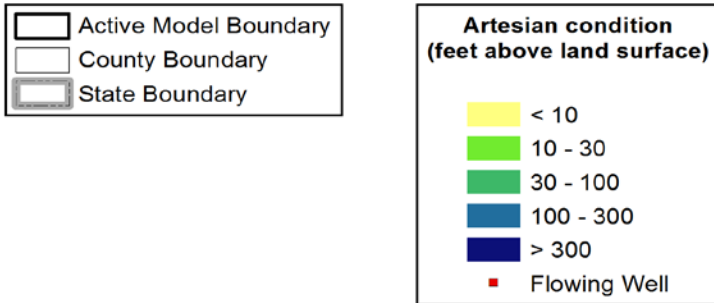 Active Model Boundary
County Boundary
State Boundary
Artesian condition
(feet above land surface)
< 10
10 - 30
30 - 100
100 - 300
> 300
Flowing Well